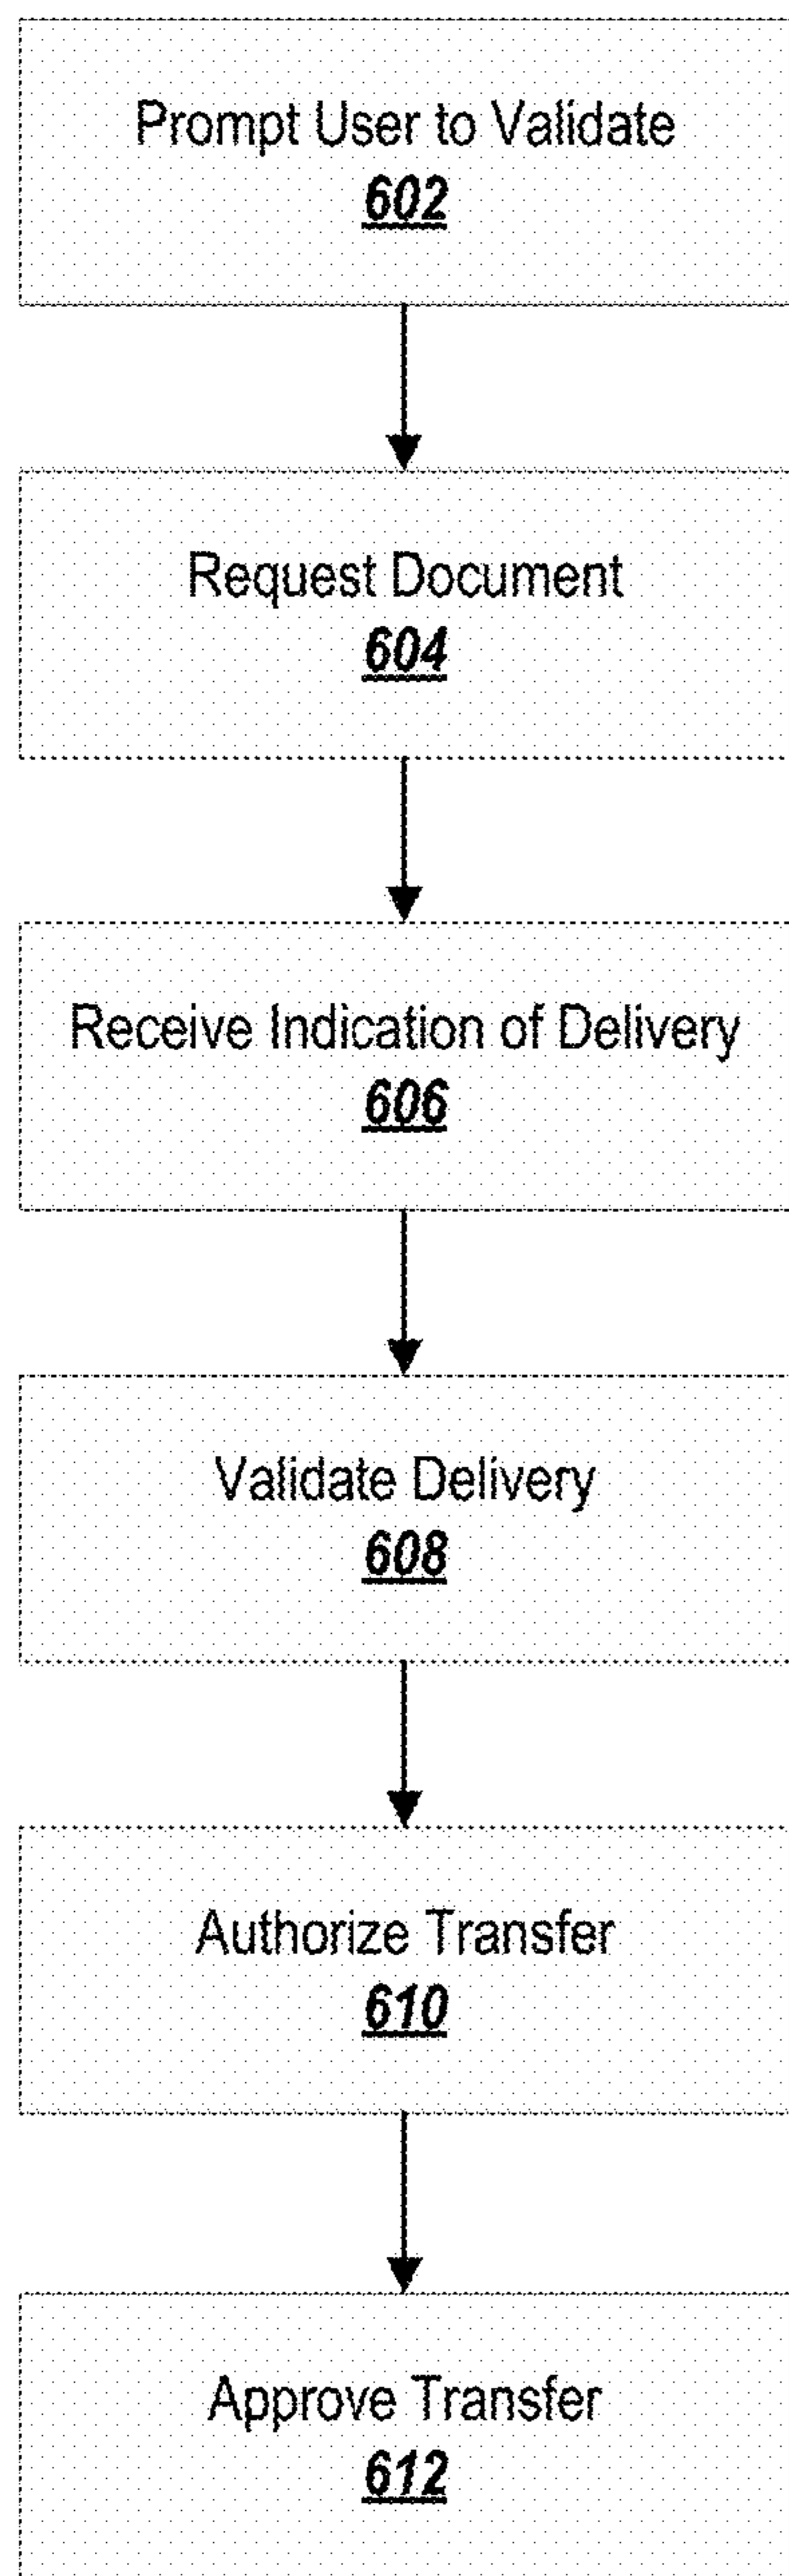 Prompt User to Validate
602
Request Document
604
Receive Indication of Delivery
606
Validate Delivery
608
Authorize Transfer
610
Approve Transfer
612